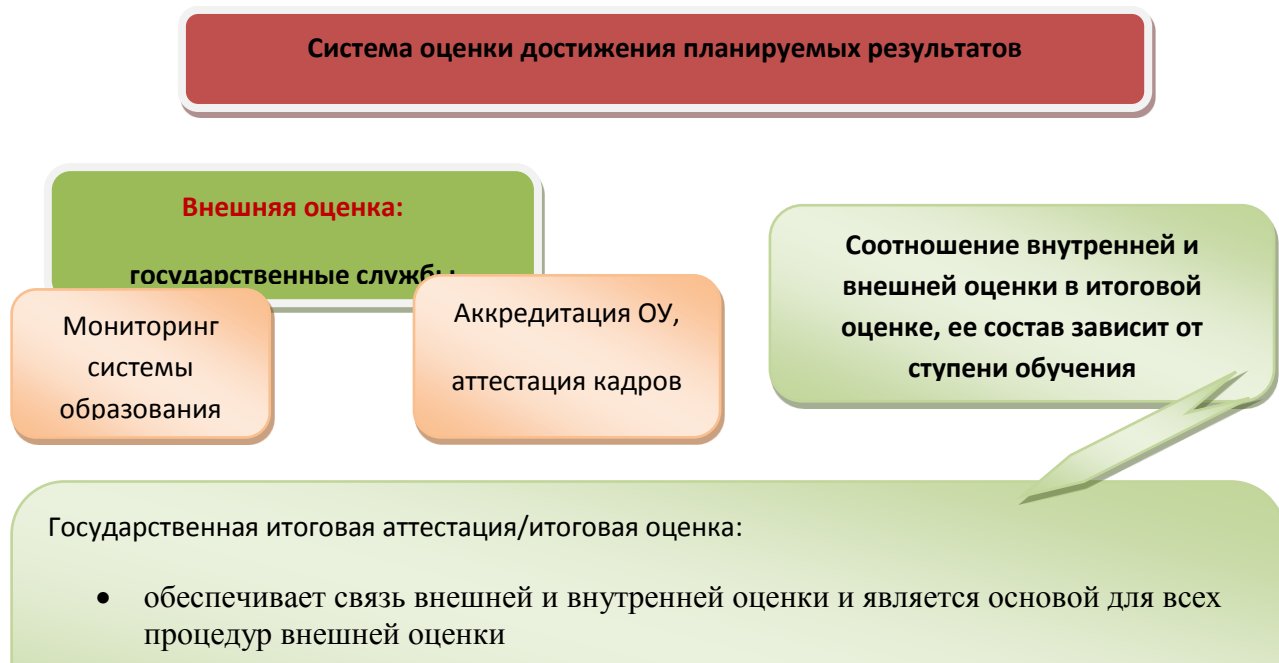 Система оценки достижения планируемых результатов
Внешняя оценка:
государственные службы
Мониторинг
системы
образования
Аккредитация ОУ,
аттестация кадров
Соотношение внутренней и
внешней оценки в итоговой
оценке, ее состав зависит от
ступени обучения
Государственная итоговая аттестация/итоговая оценка:
• обеспечивает связь внешней и внутренней оценки и является основой для всех
процедур внешней оценки